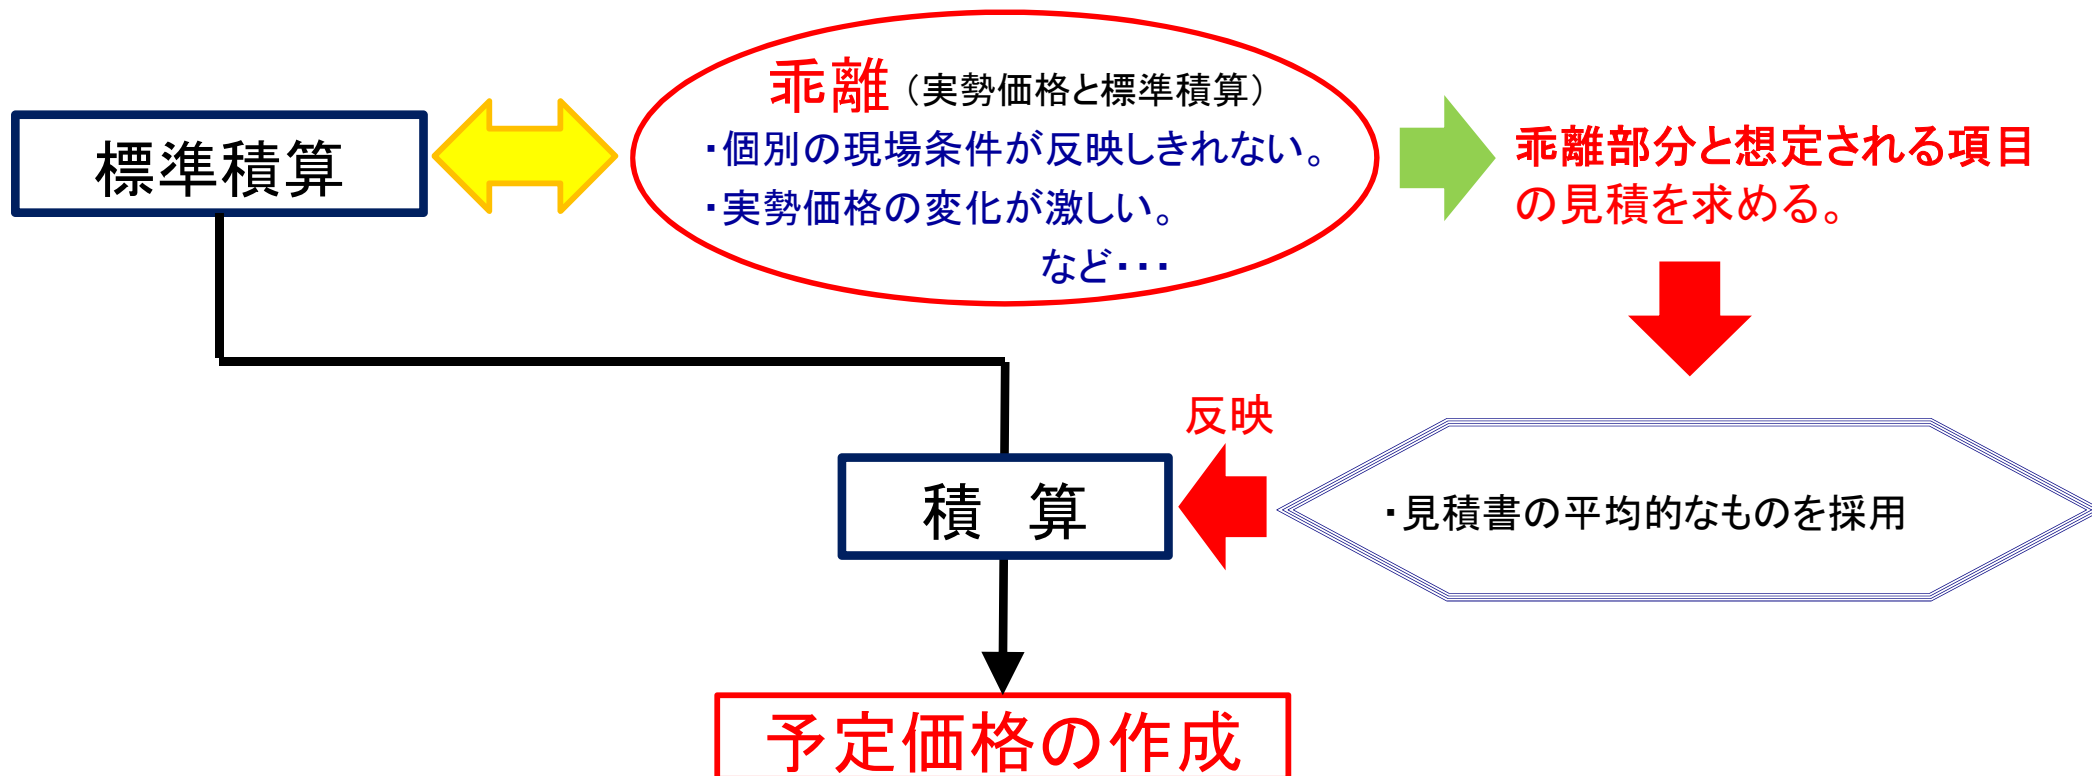 標準積算
乖離（実勢価格と標準積算）
・個別の現場条件が反映しきれない。
・実勢価格の変化が激しい。
など・・・
乖離部分と想定される項目
の見積を求める。
反映
積　算
・見積書の平均的なものを採用
予定価格の作成